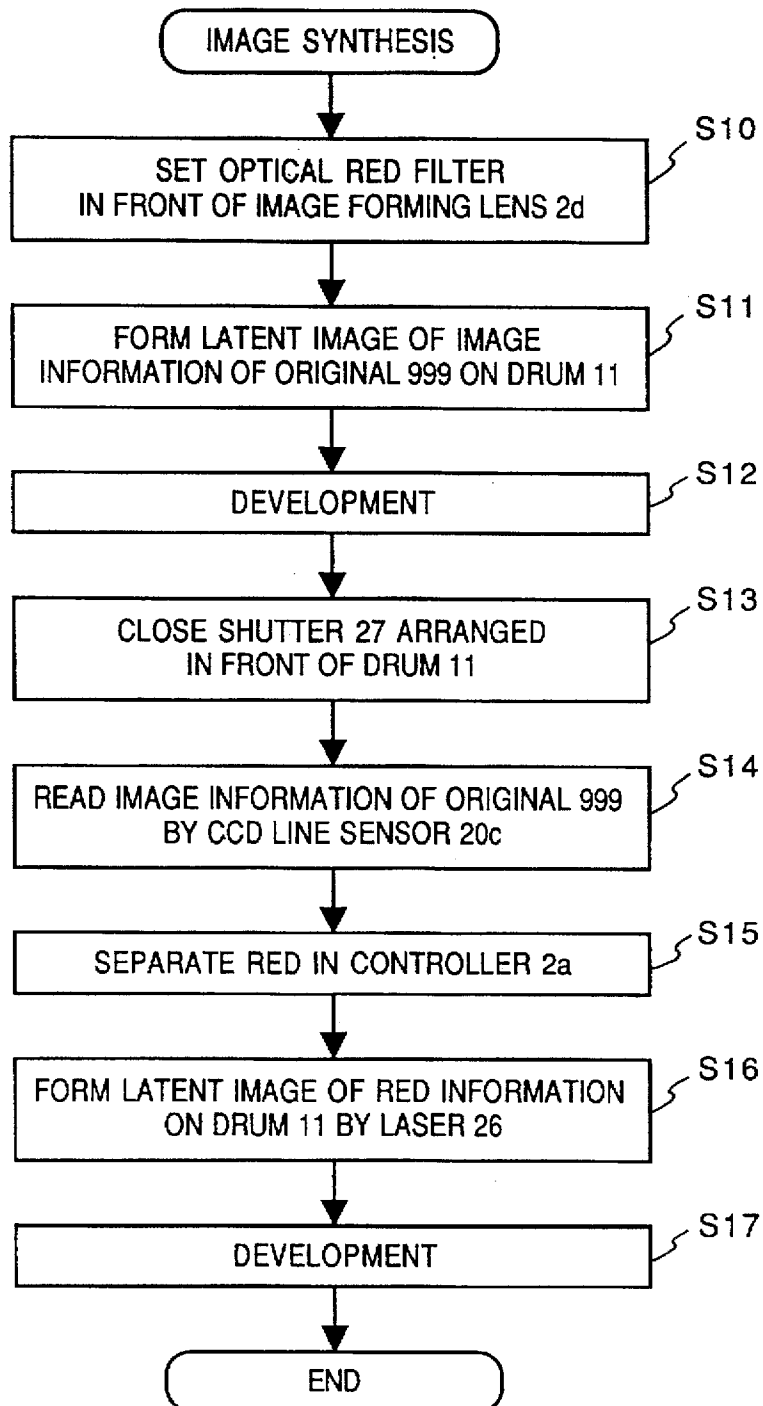 IMAGE SYNTHESIS
S10
SET OPTICAL RED FILTER
IN FRONT OF IMAGE FORMING LENS 2d
S11
FORM LATENT IMAGE OF IMAGE
INFORMATION OF ORIGINAL 999 ON DRUM 11
S12
DEVELOPMENT
S13
CLOSE SHUTTER 27 ARRANGED
IN FRONT OF DRUM 11
S14
READ IMAGE INFORMATION OF ORIGINAL 999
BY CCD LINE SENSOR 20c
S15
SEPARATE RED IN CONTROLLER 2a
S16
FORM LATENT IMAGE OF RED INFORMATION
ON DRUM 11 BY LASER 26
S17
DEVELOPMENT
END